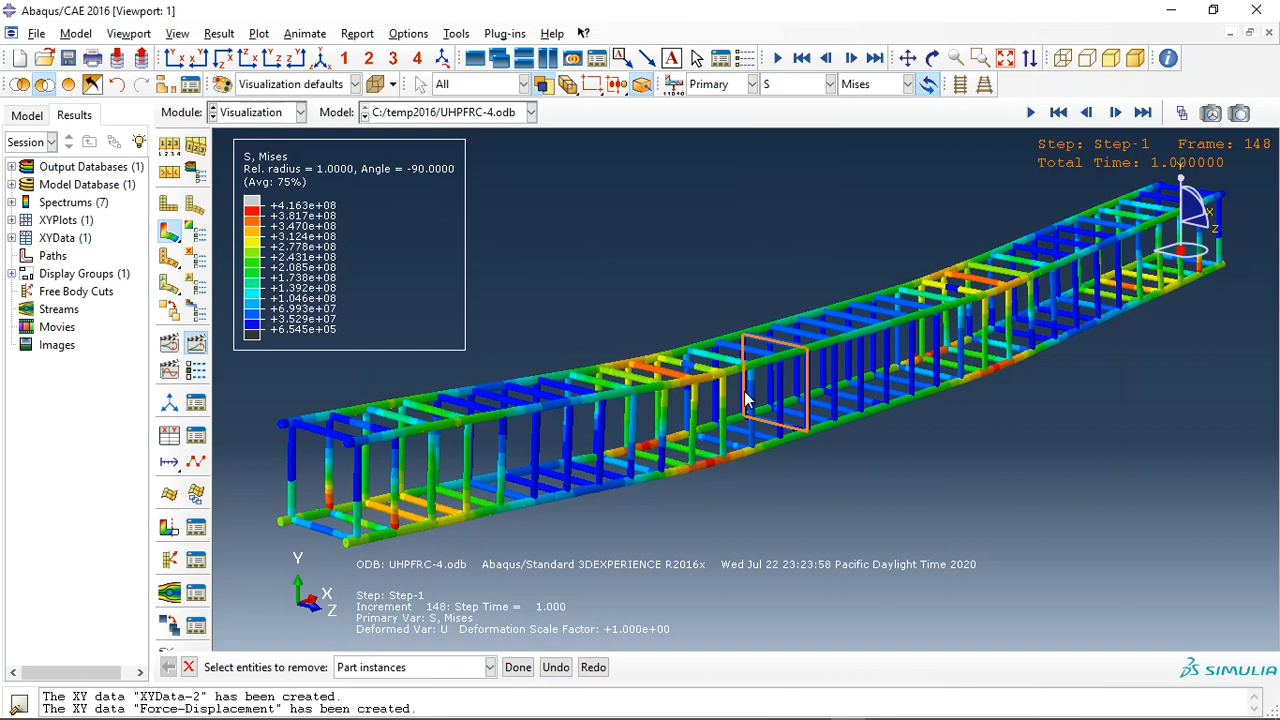 Abaqus/CAE 2016 [Viewport: 1]
File Model Viewport View Result Plot Animate Report Options Tools Plug-ins Help
1 2 3 4
Visualization defaults All Primary S Mises
Model Results Module: Visualization Model: C:/temp2016/UHPFRC-4.odb
Session
Output Databases (1)
Model Database (1)
Spectrums (7)
XYPlots (1)
XYData (1)
Paths
Display Groups (1)
Free Body Cuts
Streams
Movies
Images
S, Mises
Rel. radius = 1.0000, Angle = -90.0000
(Avg: 75%)
+4.163e+08
+3.817e+08
+3.470e+08
+3.124e+08
+2.778e+08
+2.431e+08
+2.085e+08
+1.738e+08
+1.392e+08
+1.046e+08
+6.993e+07
+3.529e+07
+6.545e+05
Step: Step-1 Frame: 148
Total Time: 1.000000
Y
X
Z
Y
X
Z
ODB: UHPFRC-4.odb Abaqus/Standard 3DEXPERIENCE R2016x Wed Jul 22 23:23:58 Pacific Daylight Time 2020
Step: Step-1
Increment 148: Step Time = 1.000
Primary Var: S, Mises
Deformed Var: U Deformation Scale Factor: +1.000e+00
Select entities to remove: Part instances Done Undo Redo
SIMULIA
The XY data "XYData-2" has been created.
The XY data "Force-Displacement" has been created.